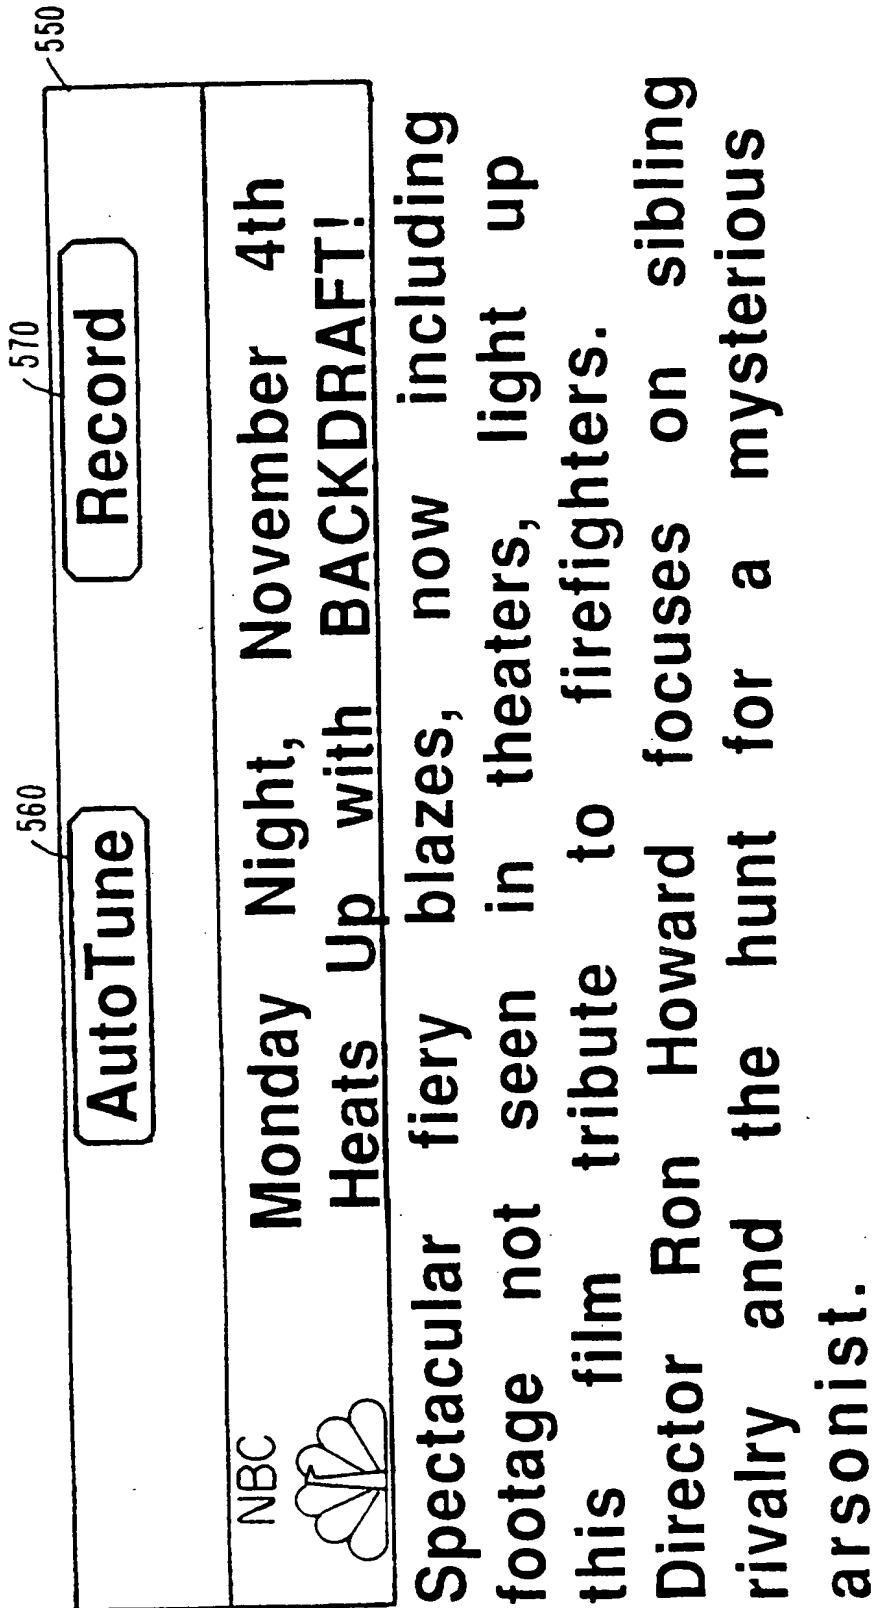 550
560
570
AutoTune Record
NBC
Monday Night, November 4th
Heats Up with BACKDRAFT!
Spectacular fiery blazes, now including
footage not seen in theaters, light up
this film tribute to firefighters.
Director Ron Howard focuses on sibling
rivalry and the hunt for a mysterious
arsonist.